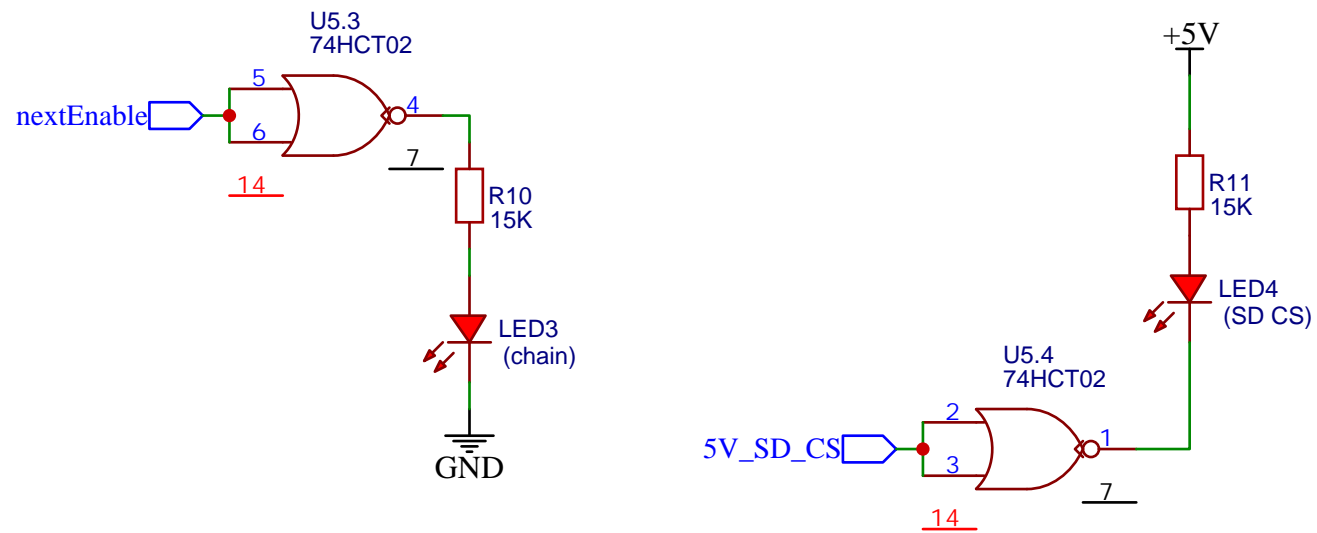 U5.3
74HCT02
nextEnable
5
6
4
7
14
R10
15K
LED3
(chain)
GND
+5V
R11
15K
LED4
(SD CS)
U5.4
74HCT02
5V_SD_CS
2
3
1
7
14